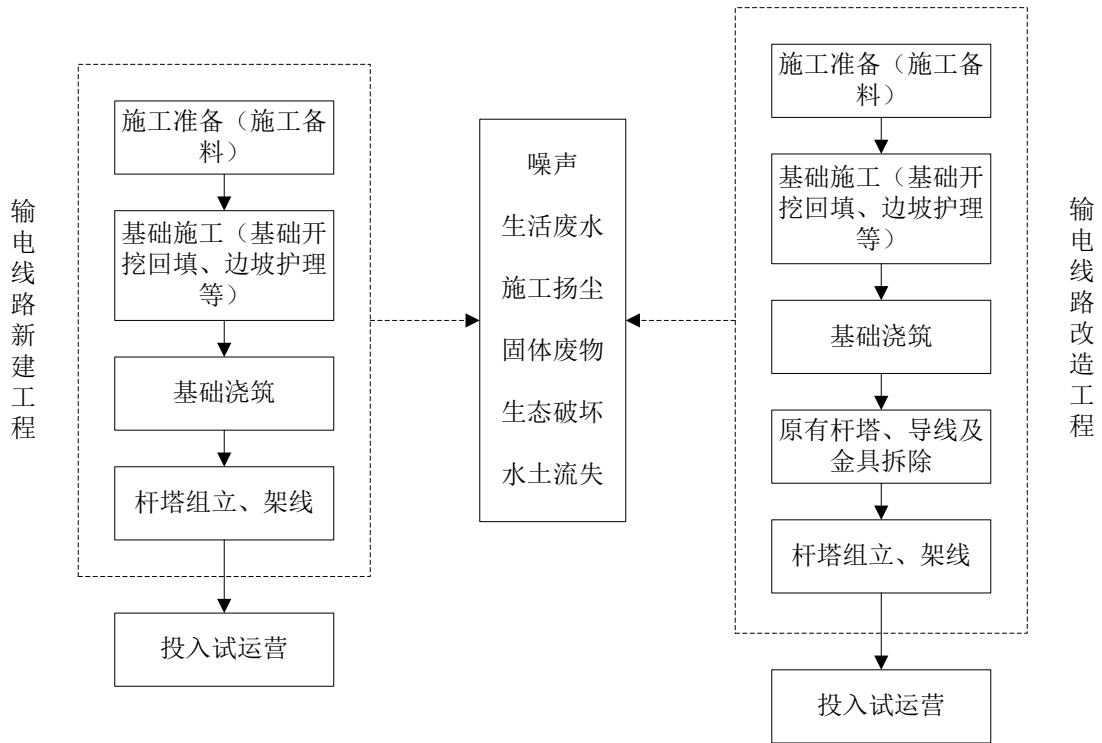 输电线路新建工程
施工准备（施工备
料）
基础施工（基础开
挖回填、边坡护理
等）
基础浇筑
杆塔组立、架线
投入试运营
噪声
生活废水
施工扬尘
固体废物
生态破坏
水土流失
施工准备（施工备
料）
基础施工（基础开
挖回填、边坡护理
等）
基础浇筑
原有杆塔、导线及
金具拆除
杆塔组立、架线
投入试运营
输电线路改造工程